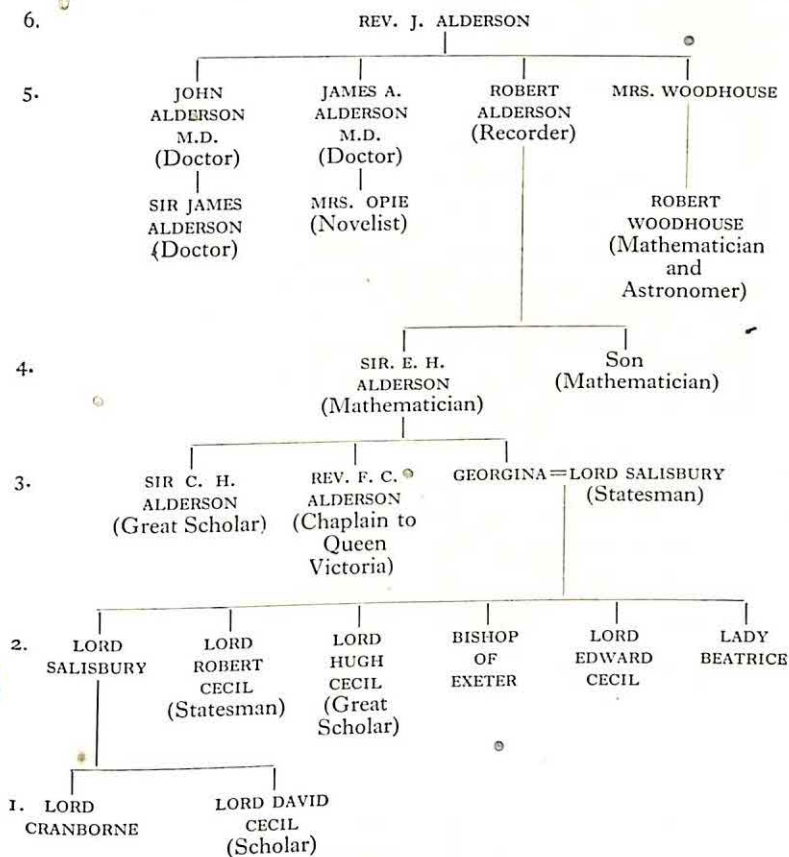 6. REV. J. ALDERSON
5. JOHN ALDERSON M.D. (Doctor)
JAMES A. ALDERSON M.D. (Doctor)
ROBERT ALDERSON (Recorder)
MRS. WOODHOUSE
SIR JAMES ALDERSON (Doctor)
MRS. OPIE (Novelist)
ROBERT WOODHOUSE (Mathematician and Astronomer)
4. SIR. E. H. ALDERSON (Mathematician)
Son (Mathematician)
3. SIR C. H. ALDERSON (Great Scholar)
REV. F. C. ALDERSON (Chaplain to Queen Victoria)
GEORGINA=LORD SALISBURY (Statesman)
2. LORD SALISBURY
LORD ROBERT CECIL (Statesman)
LORD HUGH CECIL (Great Scholar)
BISHOP OF EXETER
LORD EDWARD CECIL
LADY BEATRICE
1. LORD CRANBORNE
LORD DAVID CECIL (Scholar)